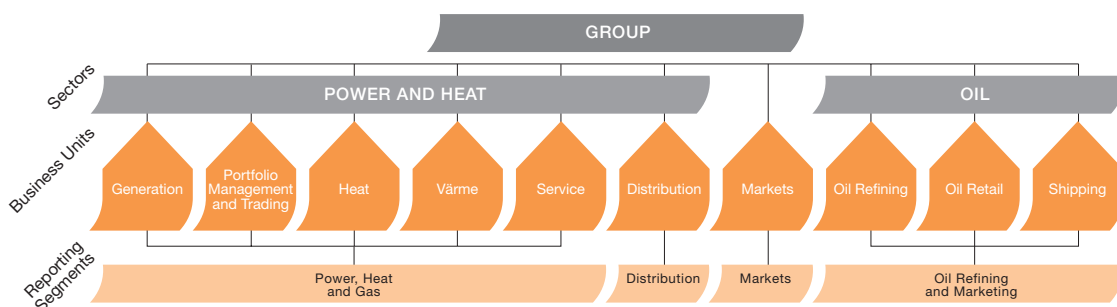 GROUP
Sectors
POWER AND HEAT
OIL
Business Units
Generation
Portfolio
Management
and Trading
Heat
Värme
Service
Distribution
Markets
Oil Refining
Oil Retail
Shipping
Reporting
Segments
Power, Heat
and Gas
Distribution
Markets
Oil Refining
and Marketing